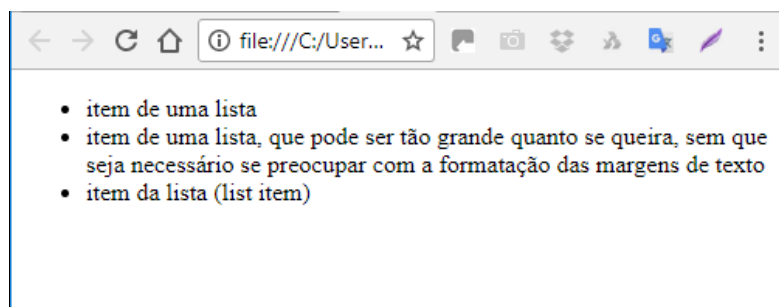 file:///C:/User...
item de uma lista
item de uma lista, que pode ser tão grande quanto se queira, sem que
seja necessário se preocupar com a formatação das margens de texto
item da lista (list item)